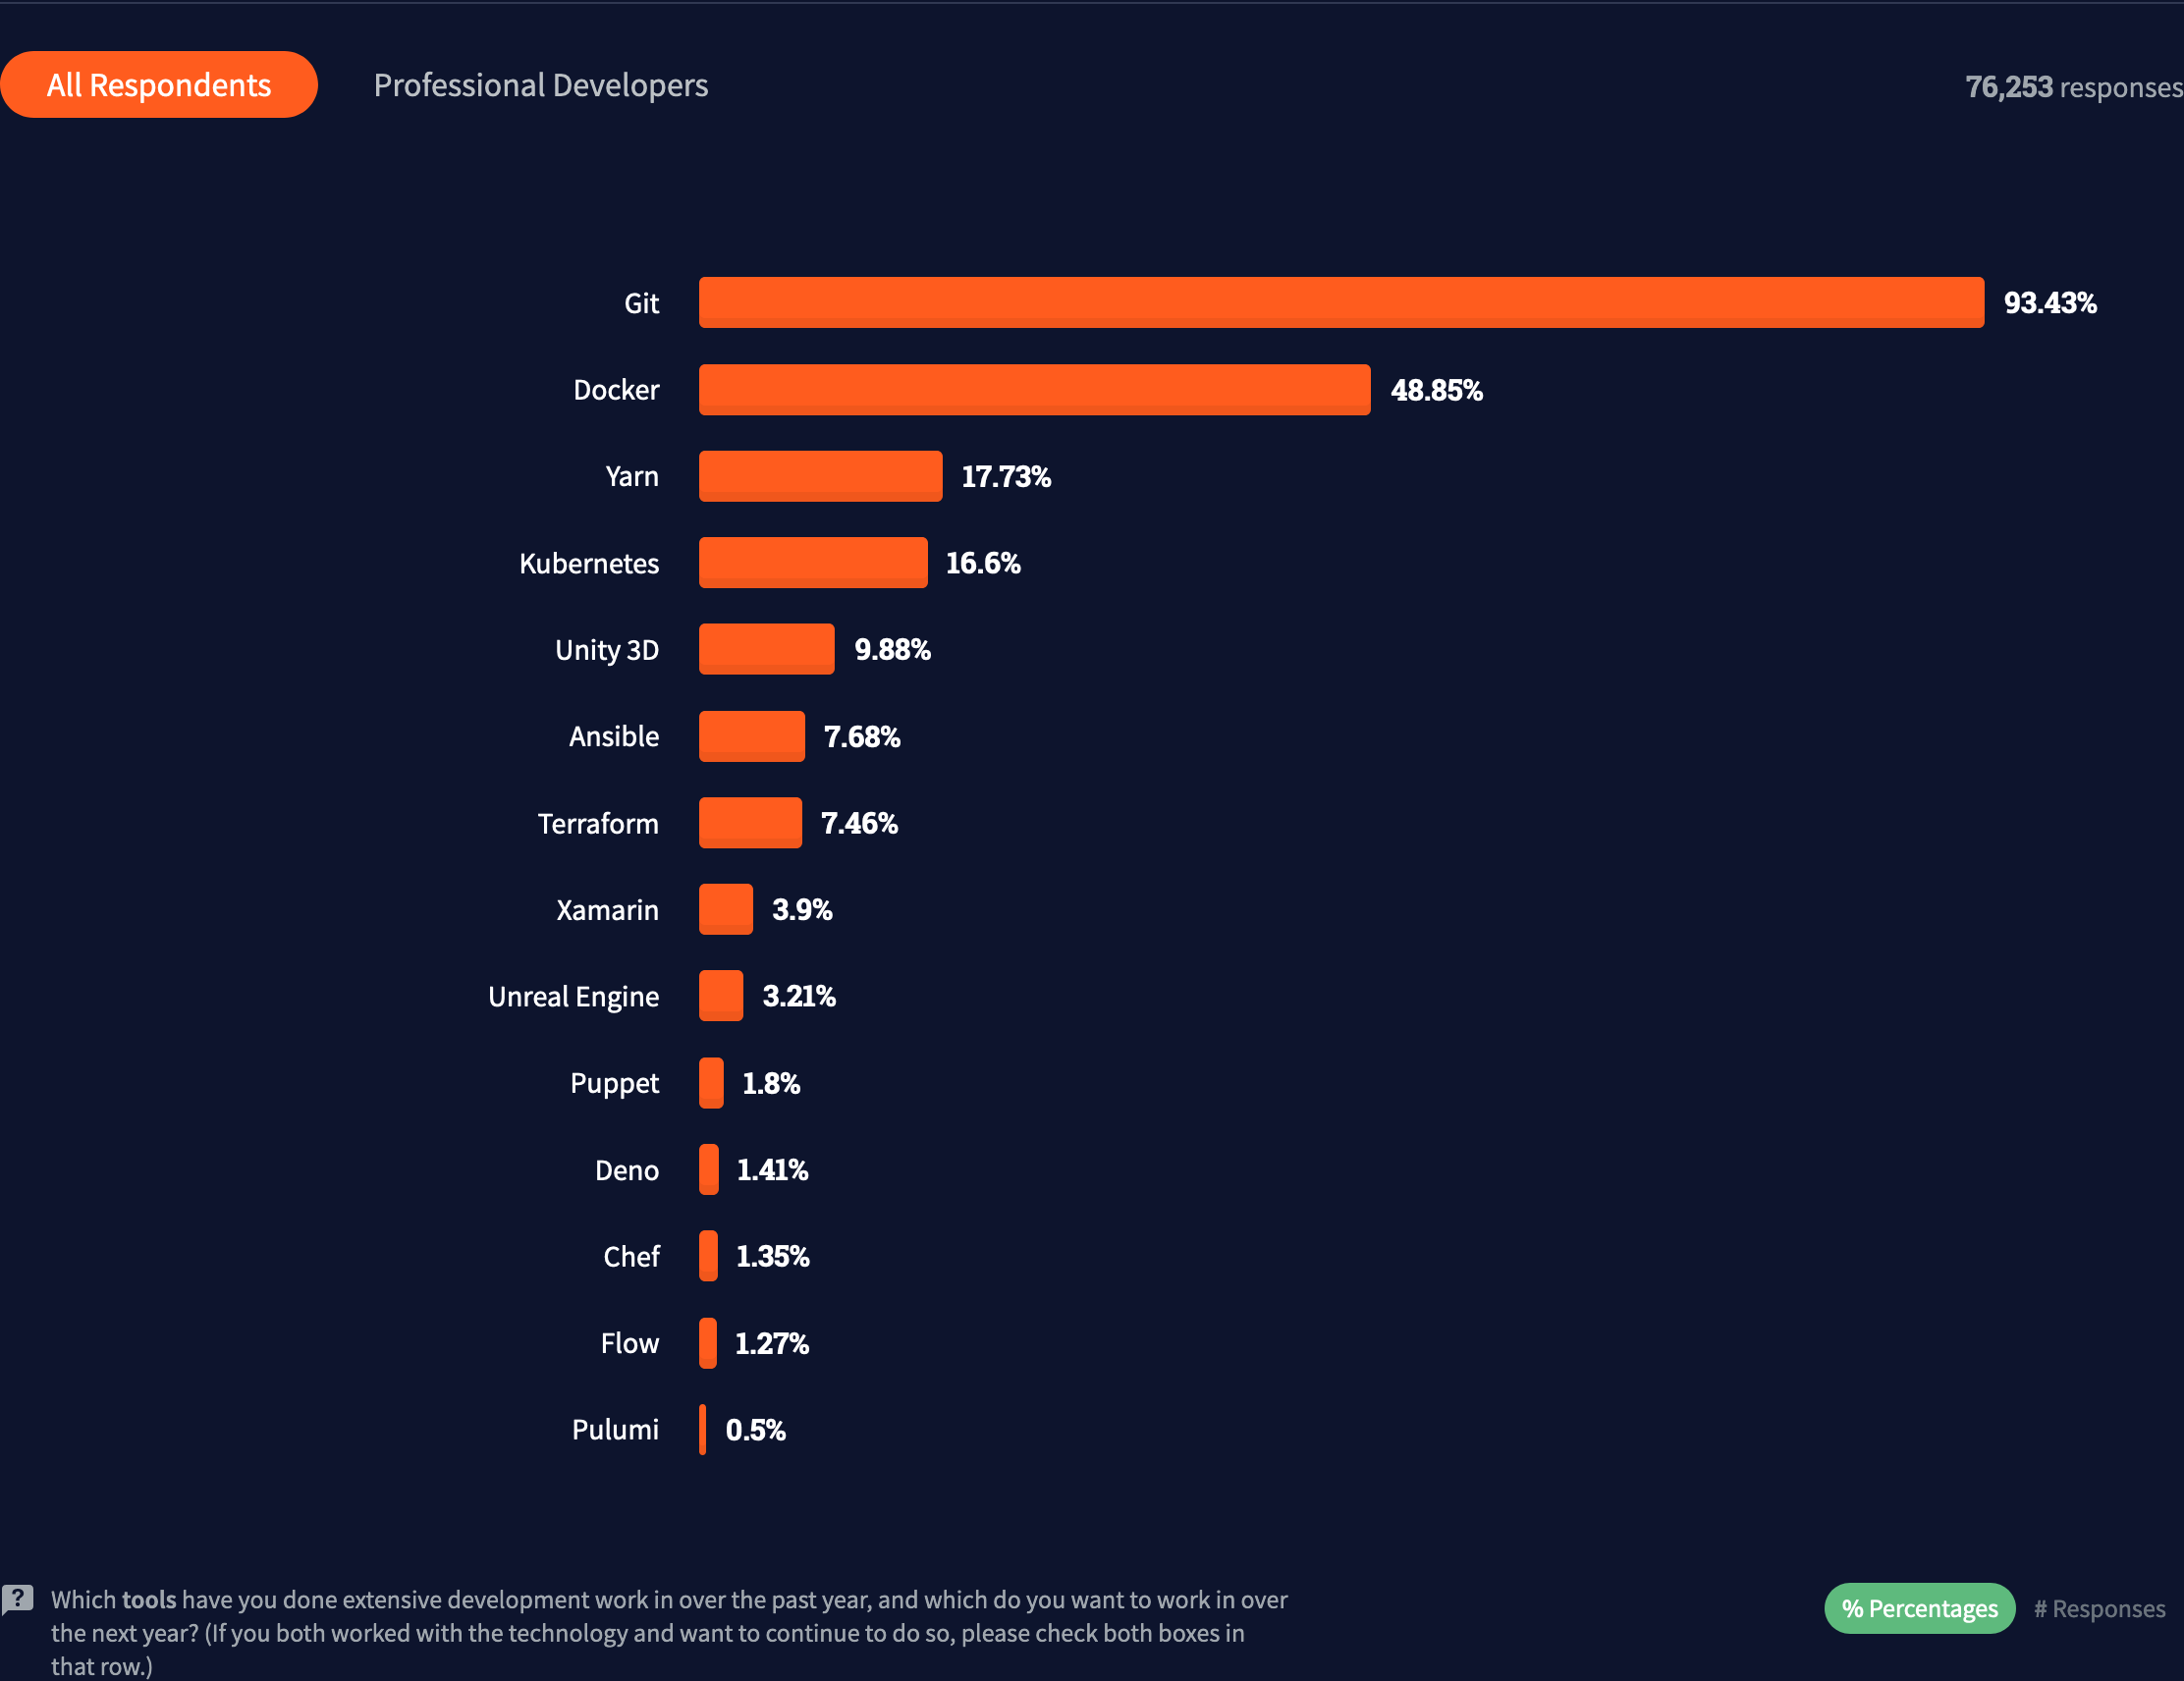 All Respondents Professional Developers 76,253 responses
Git 93.43%
Docker 48.85%
Yarn 17.73%
Kubernetes 16.6%
Unity 3D 9.88%
Ansible 7.68%
Terraform 7.46%
Xamarin 3.9%
Unreal Engine 3.21%
Puppet 1.8%
Deno 1.41%
Chef 1.35%
Flow 1.27%
Pulumi 0.5%
? Which tools have you done extensive development work in over the past year, and which do you want to work in over
the next year? (If you both worked with the technology and want to continue to do so, please check both boxes in
that row.)
% Percentages # Responses